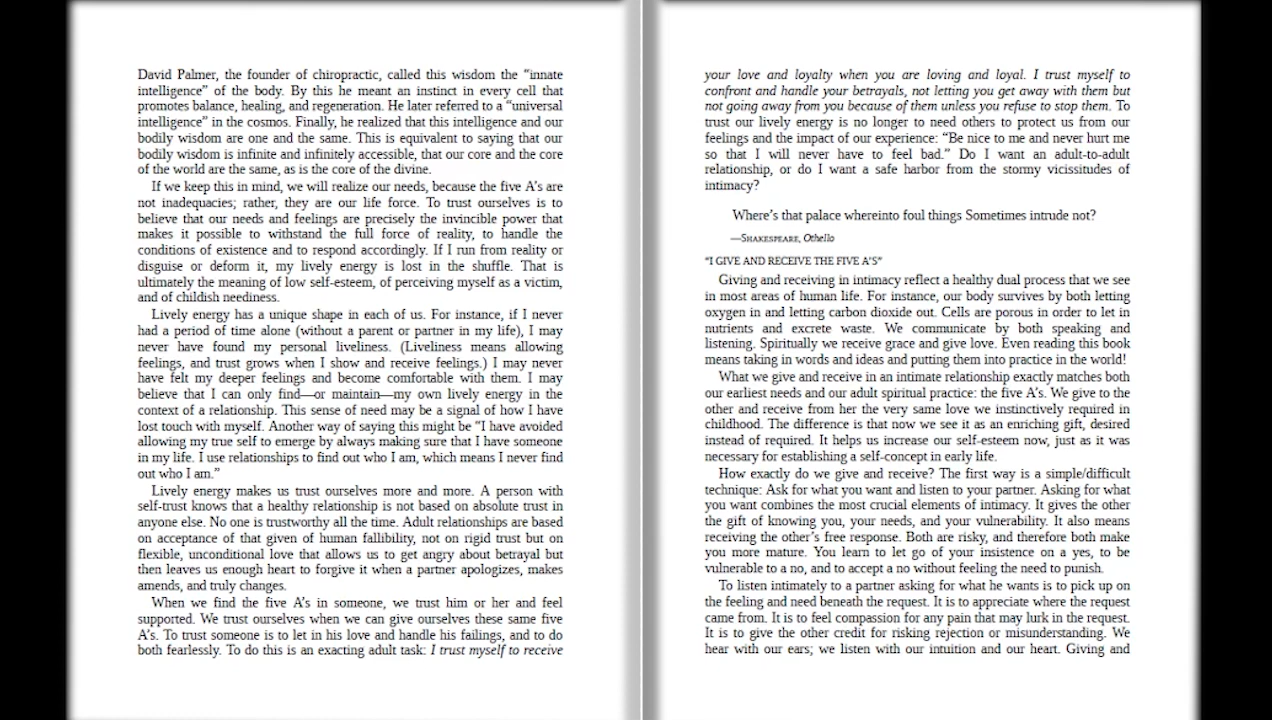 David Palmer, the founder of chiropractic, called this wisdom the “innate
intelligence” of the body. By this he meant an instinct in every cell that
promotes balance, healing, and regeneration. He later referred to a “universal
intelligence” in the cosmos. Finally, he realized that this intelligence and our
bodily wisdom are one and the same. This is equivalent to saying that our
bodily wisdom is infinite and infinitely accessible, that our core and the core
of the world are the same, as is the core of the divine.
If we keep this in mind, we will realize our needs, because the five A’s are
not inadequacies; rather, they are our life force. To trust ourselves is to
believe that our needs and feelings are precisely the invincible power that
makes it possible to withstand the full force of reality, to handle the
conditions of existence and to respond accordingly. If I run from reality or
disguise or deform it, my lively energy is lost in the shuffle. That is
ultimately the meaning of low self-esteem, of perceiving myself as a victim,
and of childish neediness.
Lively energy has a unique shape in each of us. For instance, if I never
had a period of time alone (without a parent or partner in my life), I may
never have found my personal liveliness. (Liveliness means allowing
feelings, and trust grows when I show and receive feelings.) I may never
have felt my deeper feelings and become comfortable with them. I may
believe that I can only find—or maintain—my own lively energy in the
context of a relationship. This sense of need may be a signal of how I have
lost touch with myself. Another way of saying this might be “I have avoided
allowing my true self to emerge by always making sure that I have someone
in my life. I use relationships to find out who I am, which means I never find
out who I am.”
Lively energy makes us trust ourselves more and more. A person with
self-trust knows that a healthy relationship is not based on absolute trust in
anyone else. No one is trustworthy all the time. Adult relationships are based
on acceptance of that given of human fallibility, not on rigid trust but on
flexible, unconditional love that allows us to get angry about betrayal but
then leaves us enough heart to forgive it when a partner apologizes, makes
amends, and truly changes.
When we find the five A’s in someone, we trust him or her and feel
supported. We trust ourselves when we can give ourselves these same five
A’s. To trust someone is to let in his love and handle his failings, and to do
both fearlessly. To do this is an exacting adult task: I trust myself to receive
your love and loyalty when you are loving and loyal. I trust myself to
confront and handle your betrayals, not letting you get away with them but
not going away from you because of them unless you refuse to stop them. To
trust our lively energy is no longer to need others to protect us from our
feelings and the impact of our experience: “Be nice to me and never hurt me
so that I will never have to feel bad.” Do I want an adult-to-adult
relationship, or do I want a safe harbor from the stormy vicissitudes of
intimacy?
Where’s that palace whereinto foul things Sometimes intrude not?
—SHAKESPEARE, Othello
“I GIVE AND RECEIVE THE FIVE A’S”
Giving and receiving in intimacy reflect a healthy dual process that we see
in most areas of human life. For instance, our body survives by both letting
oxygen in and letting carbon dioxide out. Cells are porous in order to let in
nutrients and excrete waste. We communicate by both speaking and
listening. Spiritually we receive grace and give love. Even reading this book
means taking in words and ideas and putting them into practice in the world!
What we give and receive in an intimate relationship exactly matches both
our earliest needs and our adult spiritual practice: the five A’s. We give to the
other and receive from her the very same love we instinctively required in
childhood. The difference is that now we see it as an enriching gift, desired
instead of required. It helps us increase our self-esteem now, just as it was
necessary for establishing a self-concept in early life.
How exactly do we give and receive? The first way is a simple/difficult
technique: Ask for what you want and listen to your partner. Asking for what
you want combines the most crucial elements of intimacy. It gives the other
the gift of knowing you, your needs, and your vulnerability. It also means
receiving the other’s free response. Both are risky, and therefore both make
you more mature. You learn to let go of your insistence on a yes, to be
vulnerable to a no, and to accept a no without feeling the need to punish.
To listen intimately to a partner asking for what he wants is to pick up on
the feeling and need beneath the request. It is to appreciate where the request
came from. It is to feel compassion for any pain that may lurk in the request.
It is to give the other credit for risking rejection or misunderstanding. We
hear with our ears; we listen with our intuition and our heart. Giving and